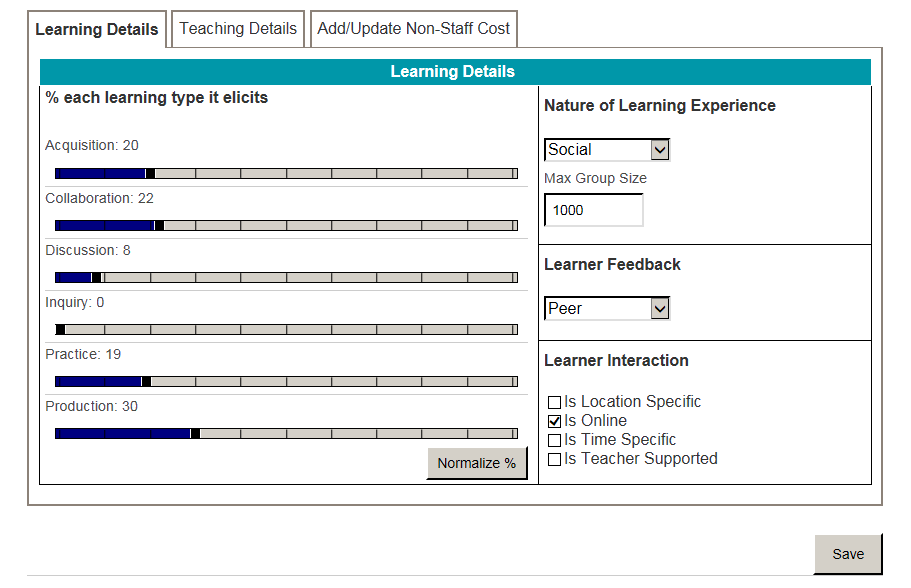 Learning Details
Teaching Details
Add/Update Non-Staff Cost
Learning Details
% each learning type it elicits
Acquisition: 20
Collaboration: 22
Discussion: 8
Inquiry: 0
Practice: 19
Production: 30
Normalize %
Nature of Learning Experience
Social
Max Group Size
1000
Learner Feedback
Peer
Learner Interaction
Is Location Specific
Is Online
Is Time Specific
Is Teacher Supported
Save